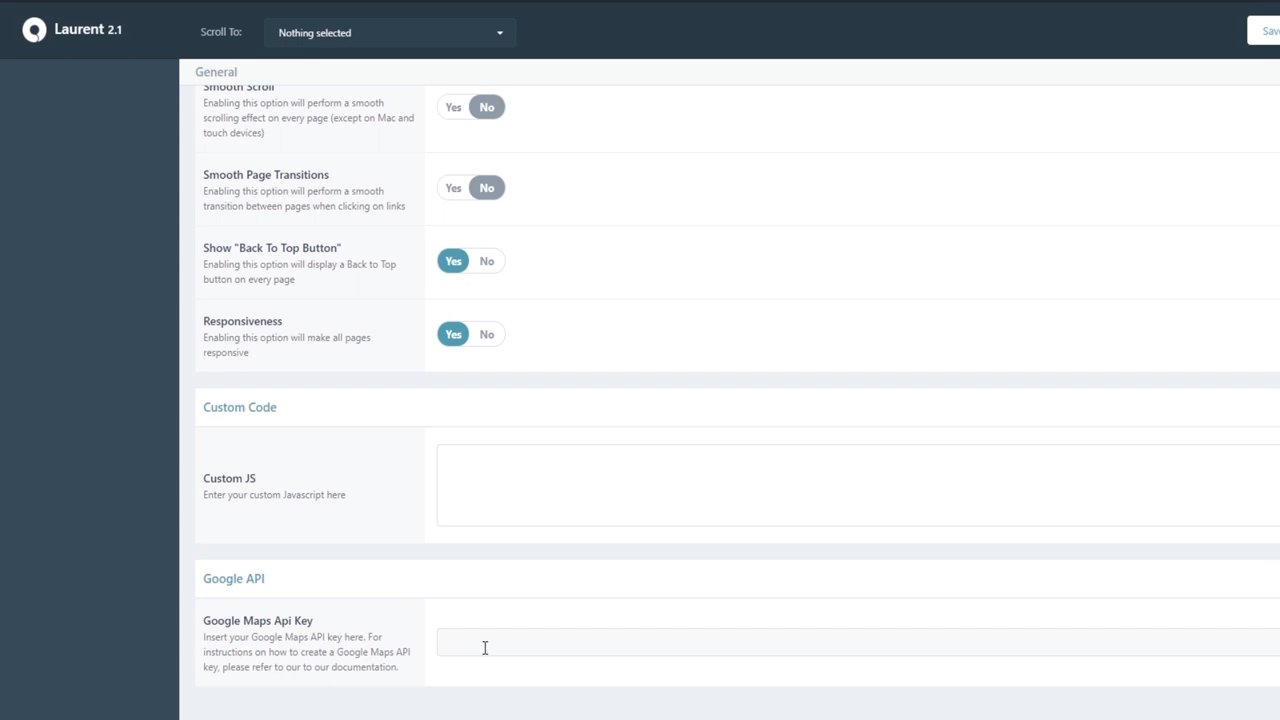 Laurent 2.1
Scroll To:
Nothing selected
Save
General
Smooth Scroll
Enabling this option will perform a smooth
scrolling effect on every page (except on Mac and
touch devices)
Yes No
Smooth Page Transitions
Enabling this option will perform a smooth
transition between pages when clicking on links
Yes No
Show "Back To Top Button"
Enabling this option will display a Back to Top
button on every page
Yes No
Responsiveness
Enabling this option will make all pages
responsive
Yes No
Custom Code
Custom JS
Enter your custom Javascript here
Google API
Google Maps Api Key
Insert your Google Maps API key here. For
instructions on how to create a Google Maps API
key, please refer to our to our documentation.